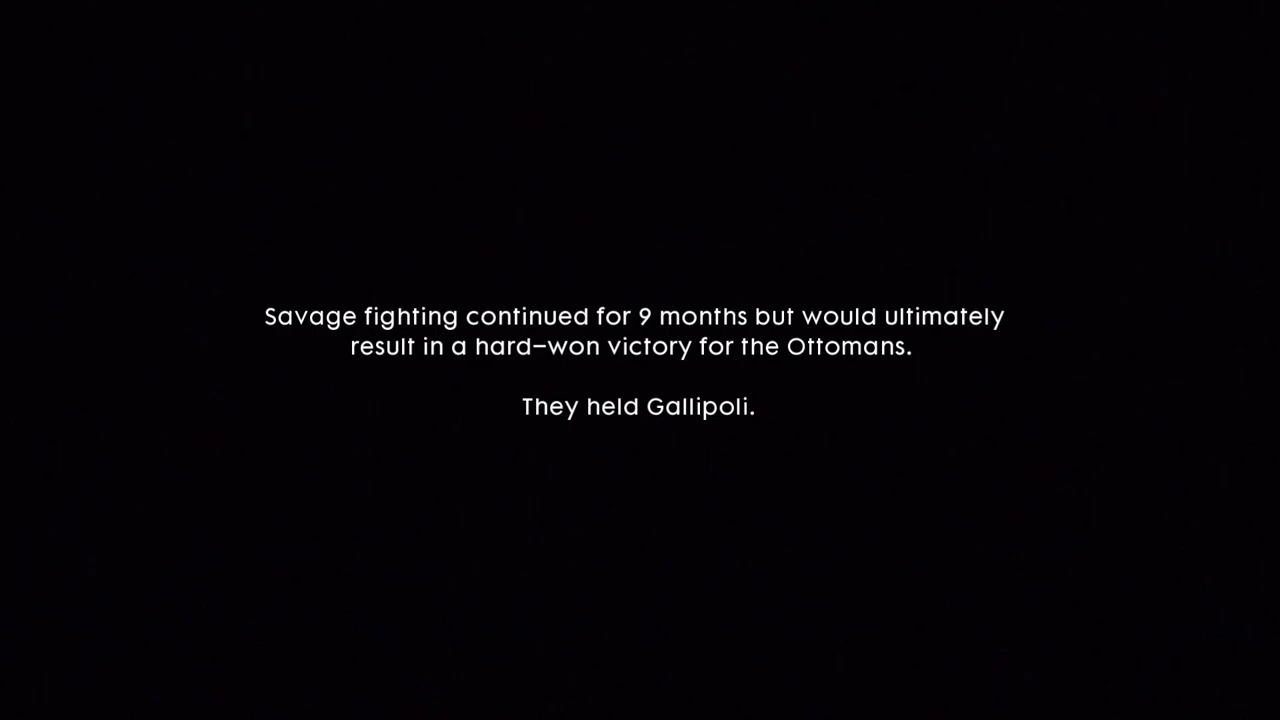 Savage fighting continued for 9 months but would ultimately
result in a hard–won victory for the Ottomans.
They held Gallipoli.